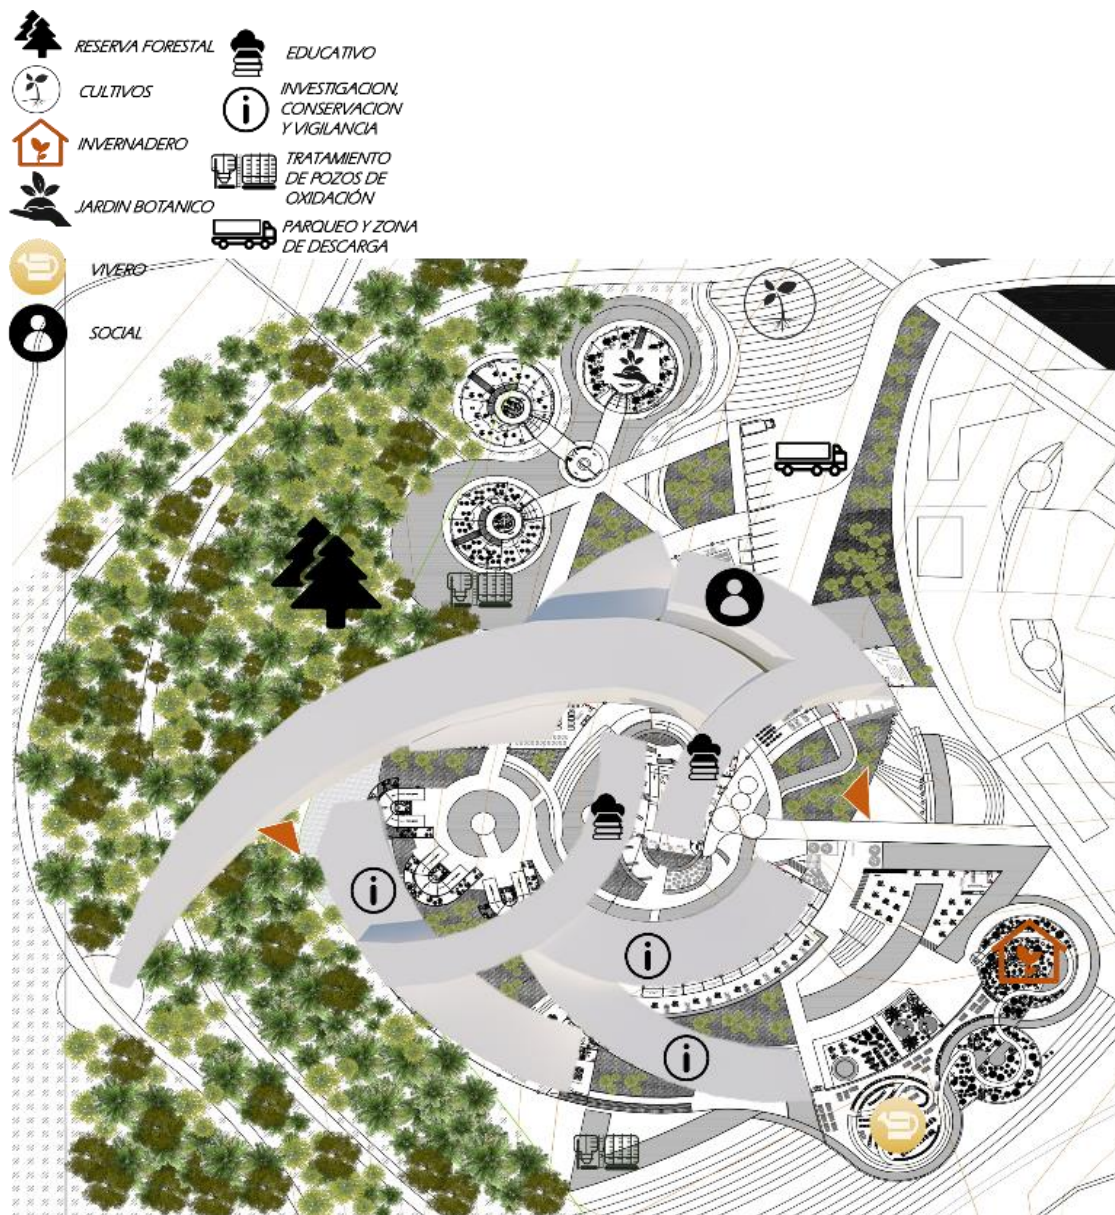 RESERVA FORESTAL
CULTIVOS
INVERNADERO
JARDIN BOTANICO
VIVERO
SOCIAL
EDUCATIVO
INVESTIGACION,
CONSERVACION
Y VIGILANCIA
TRATAMIENTO
DE POZOS DE
OXIDACIÓN
PARQUEO Y ZONA
DE DESCARGA